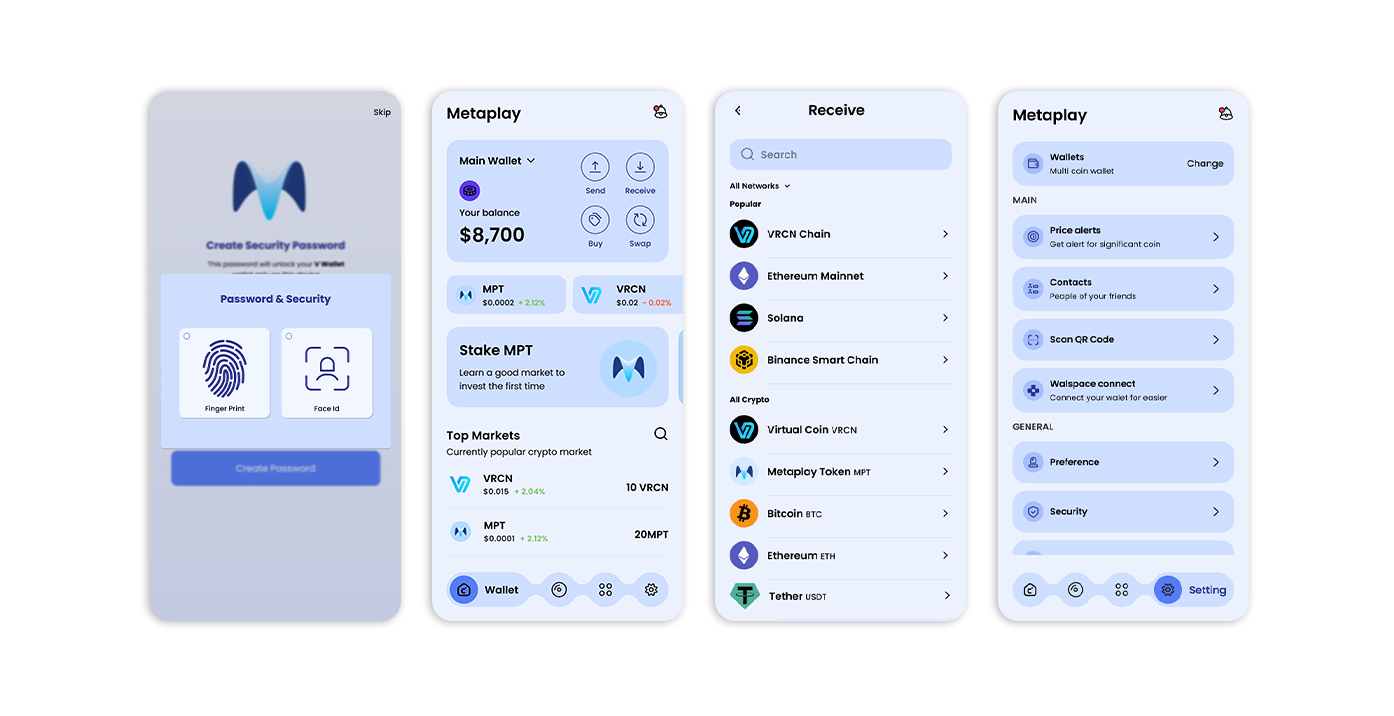 Skip
Create Security Password
This password will unlock your V Wallet
Password & Security
Finger Print
Face Id
Create Password
Metaplay
Main Wallet
Send
Receive
Your balance
$8,700
Buy
Swap
MPT
$0.0002 + 2.12%
VRCN
$0.02 - 0.02%
Stake MPT
Learn a good market to
invest the first time
Top Markets
Currently popular crypto market
VRCN
$0.015 + 2.04%
10 VRCN
MPT
$0.0001 + 2.12%
20MPT
Wallet
Receive
Search
All Networks
Popular
VRCN Chain
Ethereum Mainnet
Solana
Binance Smart Chain
All Crypto
Virtual Coin VRCN
Metaplay Token MPT
Bitcoin BTC
Ethereum ETH
Tether USDT
Metaplay
Wallets
Multi coin wallet
Change
MAIN
Price alerts
Get alert for significant coin
Contacts
People of your friends
Scan QR Code
Walspace connect
Connect your walet for easier
GENERAL
Preference
Security
Setting